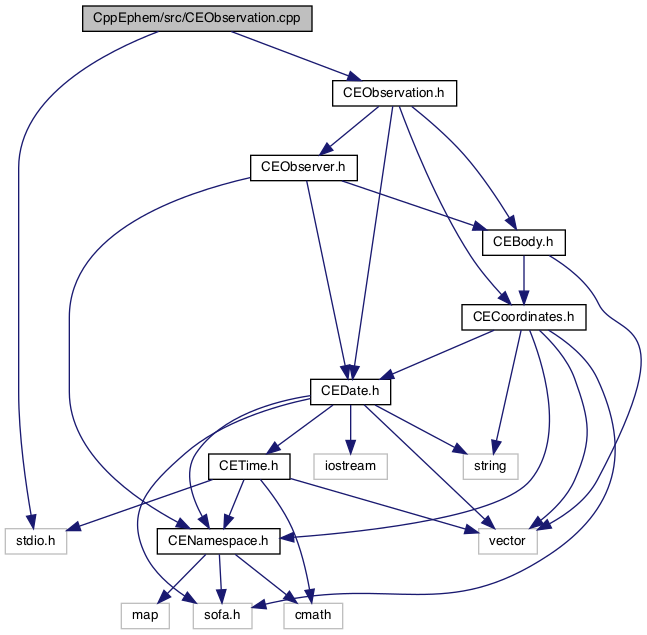 CppEphem/src/CEObservation.cpp
CEObservation.h
CEObserver.h
CEBody.h
CECoordinates.h
CEDate.h
CETime.h
iostream
string
stdio.h
CENamespace.h
vector
map
sofa.h
cmath